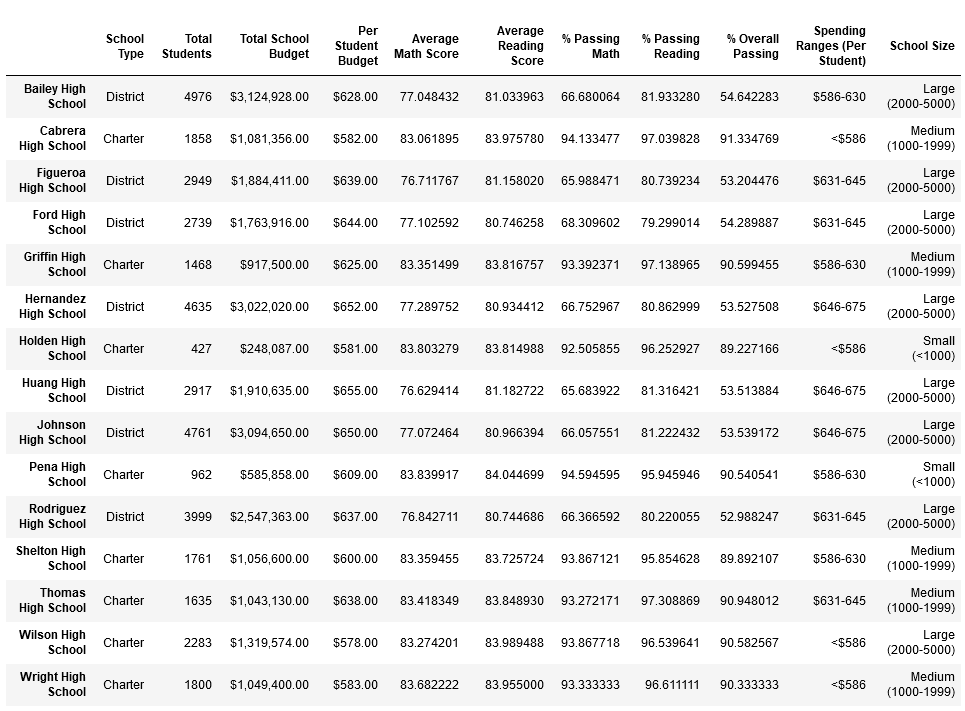 School Type Total Students Total School Budget Per Student Budget Average Math Score Average Reading Score % Passing Math % Passing Reading % Overall Passing Spending Ranges (Per Student) School Size
Bailey High School District 4976 $3,124,928.00 $628.00 77.048432 81.033963 66.680064 81.933280 54.642283 $586-630 Large (2000-5000)
Cabrera High School Charter 1858 $1,081,356.00 $582.00 83.061895 83.975780 94.133477 97.039828 91.334769 <$586 Medium (1000-1999)
Figueroa High School District 2949 $1,884,411.00 $639.00 76.711767 81.158020 65.988471 80.739234 53.204476 $631-645 Large (2000-5000)
Ford High School District 2739 $1,763,916.00 $644.00 77.102592 80.746258 68.309602 79.299014 54.289887 $631-645 Large (2000-5000)
Griffin High School Charter 1468 $917,500.00 $625.00 83.351499 83.816757 93.392371 97.138965 90.599455 $586-630 Medium (1000-1999)
Hernandez High School District 4635 $3,022,020.00 $652.00 77.289752 80.934412 66.752967 80.862999 53.527508 $646-675 Large (2000-5000)
Holden High School Charter 427 $248,087.00 $581.00 83.803279 83.814988 92.505855 96.252927 89.227166 <$586 Small (<1000)
Huang High School District 2917 $1,910,635.00 $655.00 76.629414 81.182722 65.683922 81.316421 53.513884 $646-675 Large (2000-5000)
Johnson High School District 4761 $3,094,650.00 $650.00 77.072464 80.966394 66.057551 81.222432 53.539172 $646-675 Large (2000-5000)
Pena High School Charter 962 $585,858.00 $609.00 83.839917 84.044699 94.594595 95.945946 90.540541 $586-630 Small (<1000)
Rodriguez High School District 3999 $2,547,363.00 $637.00 76.842711 80.744686 66.366592 80.220055 52.988247 $631-645 Large (2000-5000)
Shelton High School Charter 1761 $1,056,600.00 $600.00 83.359455 83.725724 93.867121 95.854628 89.892107 $586-630 Medium (1000-1999)
Thomas High School Charter 1635 $1,043,130.00 $638.00 83.418349 83.848930 93.272171 97.308869 90.948012 $631-645 Medium (1000-1999)
Wilson High School Charter 2283 $1,319,574.00 $578.00 83.274201 83.989488 93.867718 96.539641 90.582567 <$586 Large (2000-5000)
Wright High School Charter 1800 $1,049,400.00 $583.00 83.682222 83.955000 93.333333 96.611111 90.333333 <$586 Medium (1000-1999)